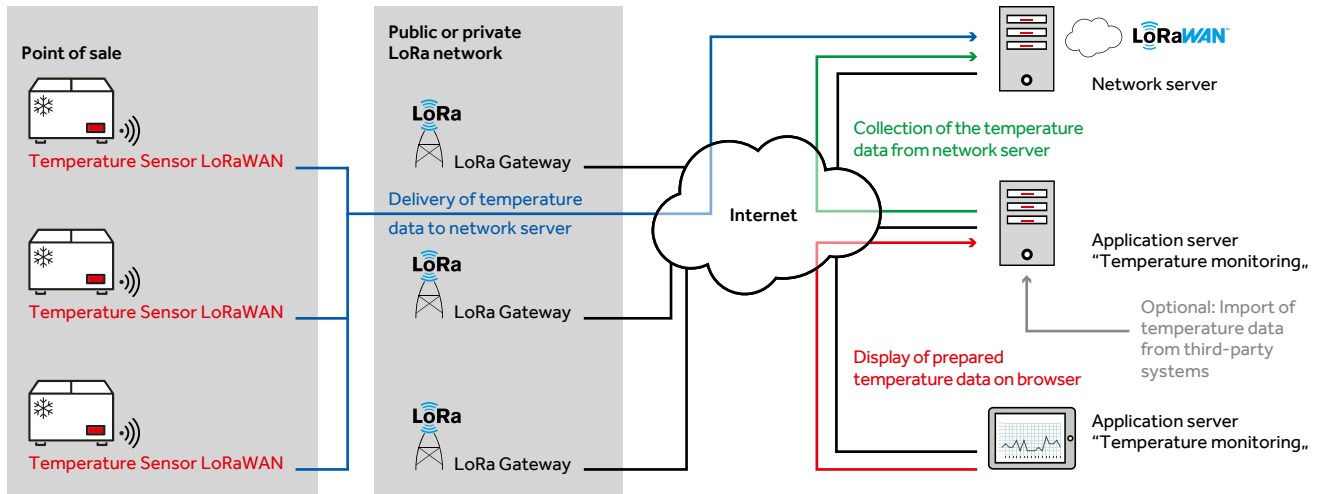 Point of sale
Temperature Sensor LoRaWAN
Temperature Sensor LoRaWAN
Temperature Sensor LoRaWAN
Public or private
LoRa network
LoRa
LoRa Gateway
Delivery of temperature
data to network server
LoRa
LoRa Gateway
LoRa
LoRa Gateway
Internet
LoRaWAN™
Network server
Collection of the temperature
data from network server
Application server
"Temperature monitoring„
Optional: Import of
temperature data
from third-party
systems
Display of prepared
temperature data on browser
Application server
"Temperature monitoring„